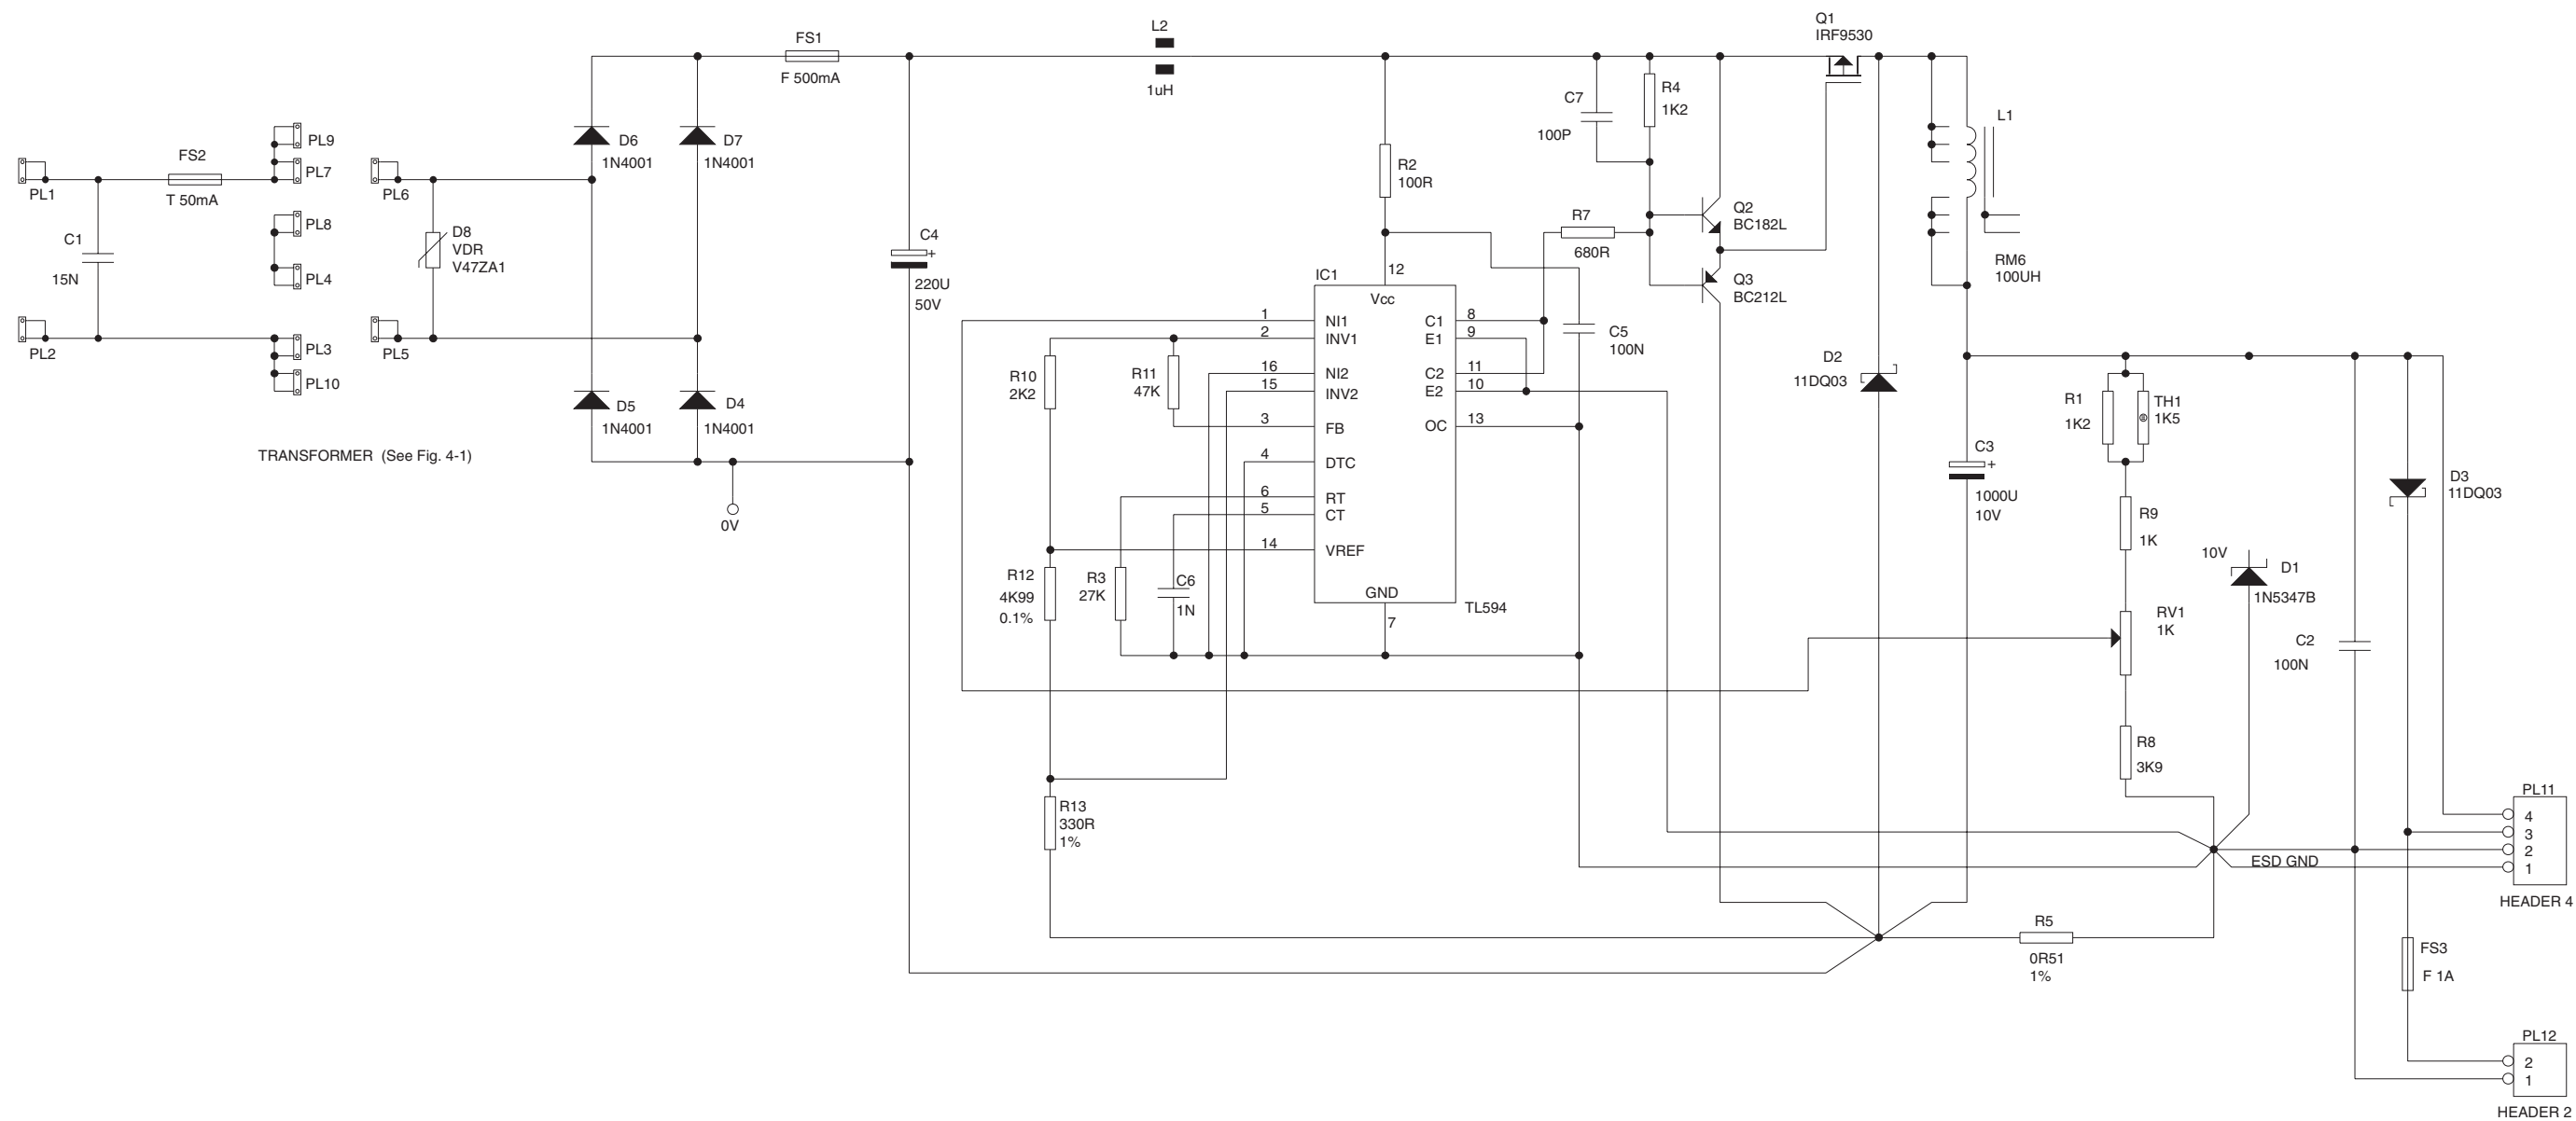 Q1
IRF9530
L2
1uH
FS1
F 500mA
FS2
T 50mA
PL1
PL2
C1
15N
PL9
PL7
PL8
PL4
PL3
PL10
PL6
PL5
D8
VDR
V47ZA1
D6
1N4001
D7
1N4001
D5
1N4001
D4
1N4001
TRANSFORMER (See Fig. 4-1)
0V
C4
+
220U
50V
R2
100R
C7
100P
R4
1K2
R7
680R
Q2
BC182L
Q3
BC212L
L1
RM6
100UH
IC1
12
Vcc
1
NI1
2
INV1
16
NI2
15
INV2
3
FB
4
DTC
6
RT
5
CT
14
VREF
C1
8
E1
9
C2
11
E2
10
OC
13
GND
7
TL594
C5
100N
R10
2K2
R11
47K
R12
4K99
0.1%
R3
27K
C6
1N
R13
330R
1%
D2
11DQ03
C3
+
1000U
10V
R1
1K2
TH1
1K5
R9
1K
RV1
1K
R8
3K9
10V
D1
1N5347B
C2
100N
D3
11DQ03
R5
0R51
1%
ESD GND
FS3
F 1A
PL11
4
3
2
1
HEADER 4
PL12
2
1
HEADER 2